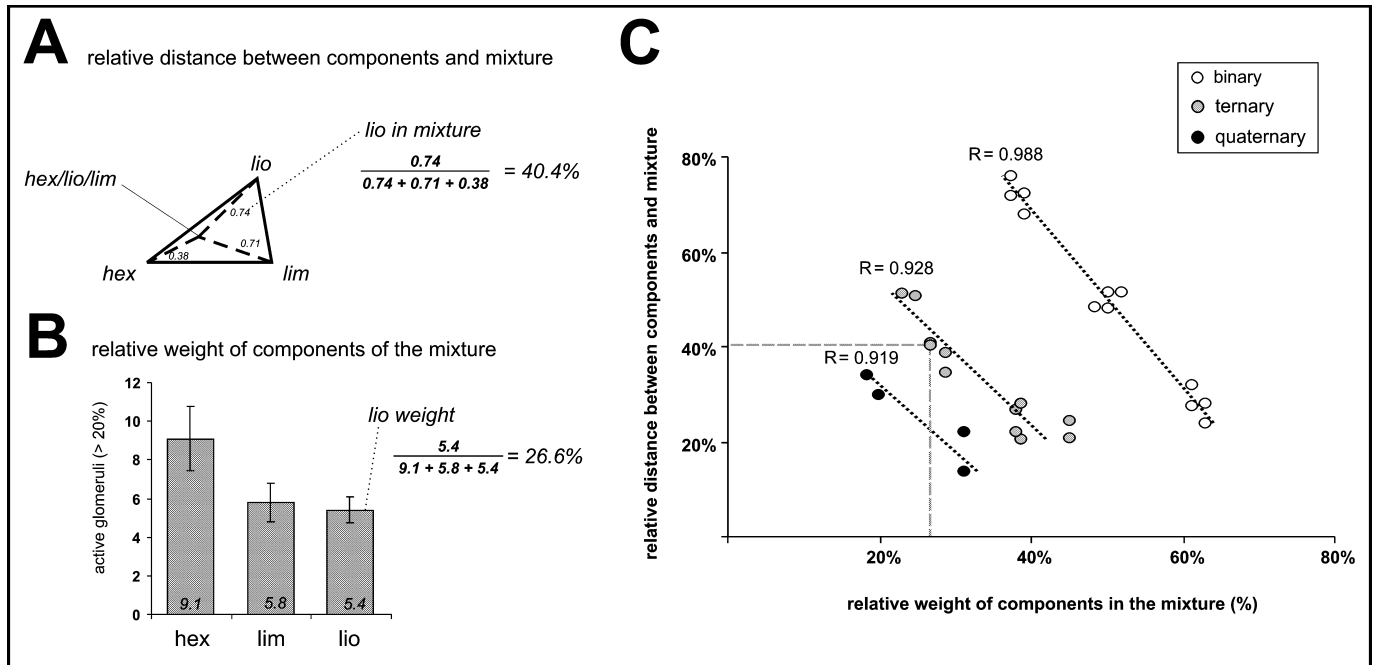 A
relative distance between components and mixture
lio in mixture
0.74
0.74 + 0.71 + 0.38
= 40.4%
hex/lio/lim
lio
0.74
0.71
0.38
hex
lim
B
relative weight of components of the mixture
active glomeruli (> 20%)
12
10
8
6
4
2
0
lio weight
5.4
9.1 + 5.8 + 5.4
= 26.6%
9.1
5.8
5.4
hex
lim
lio
C
binary
ternary
quaternary
relative distance between components and mixture
80%
60%
40%
20%
R = 0.988
R = 0.928
R = 0.919
20%
40%
60%
80%
relative weight of components in the mixture (%)